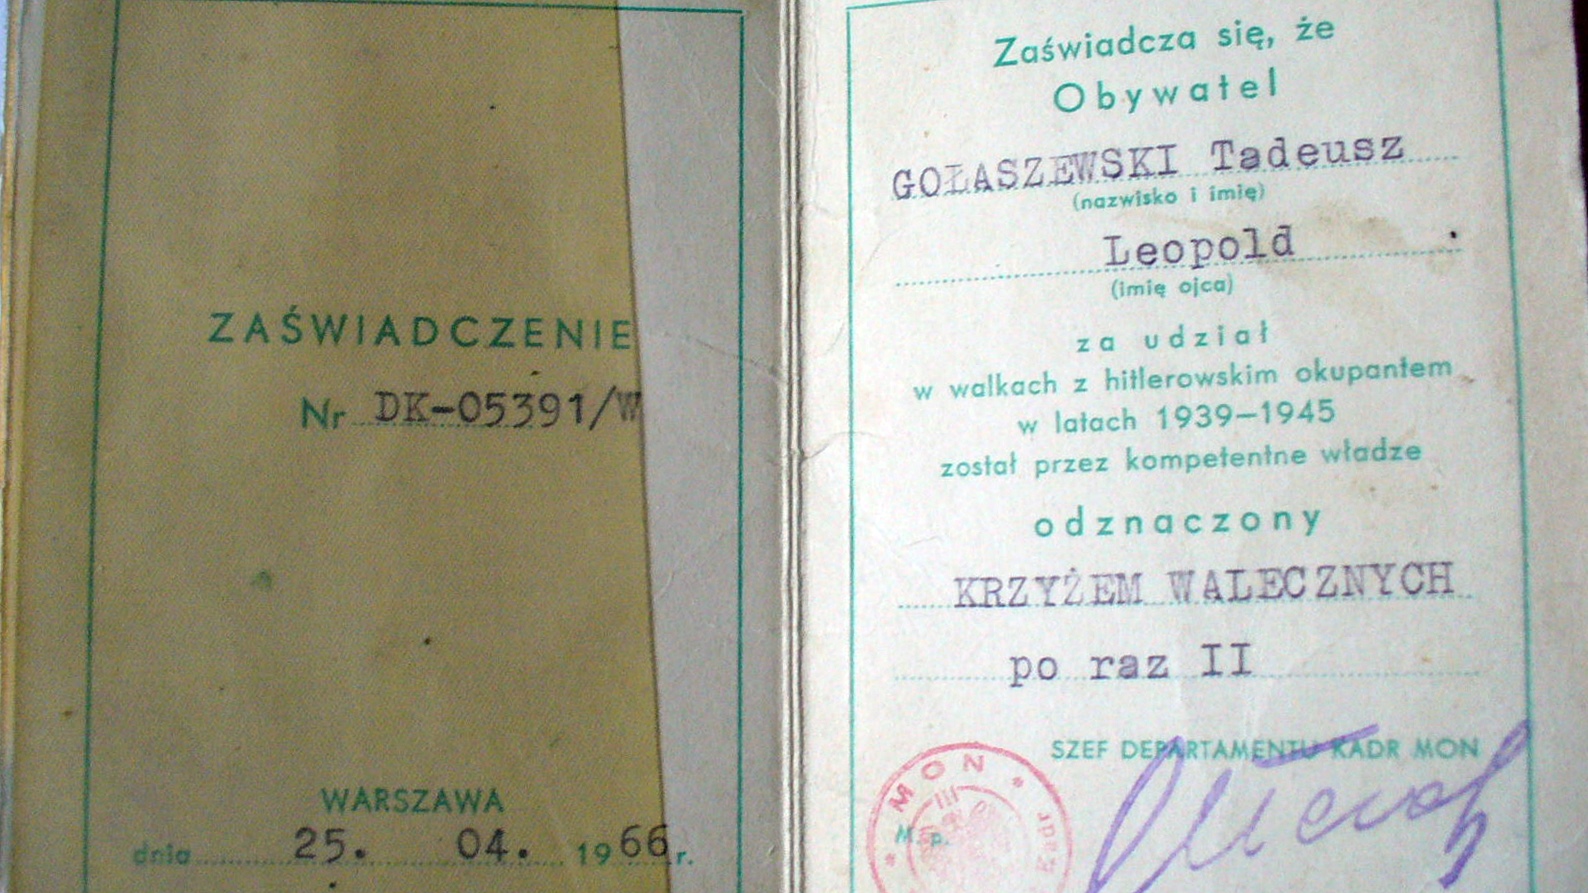 ZAŚWIADCZENIE
Nr DK-05391/W
WARSZAWA
dnia 25. 04. 1966 r.
Zaświadcza się, że
Obywatel
GOŁASZEWSKI Tadeusz
(nazwisko i imię)
Leopold
(imię ojca)
za udział
w walkach z hitlerowskim okupantem
w latach 1939-1945
został przez kompetentne władze
odznaczony
KRZYŻEM WALECZNYCH
po raz II
SZEF DEPARTAMENTU KADR MON
* MON * Kadr
III
M. p.